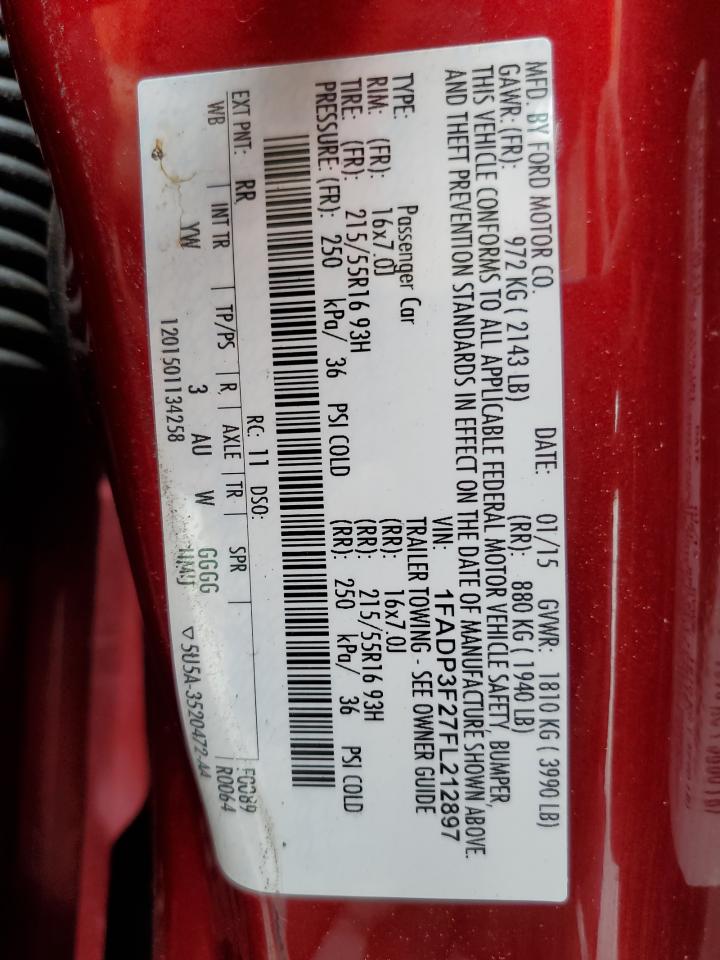 MFD. BY FORD MOTOR CO. DATE: 01/15 GVWR: 1810 KG ( 3990 LB)
GAWR: (FR): 972 KG ( 2143 LB) (RR): 880 KG ( 1940 LB)
THIS VEHICLE CONFORMS TO ALL APPLICABLE FEDERAL MOTOR VEHICLE SAFETY, BUMPER,
AND THEFT PREVENTION STANDARDS IN EFFECT ON THE DATE OF MANUFACTURE SHOWN ABOVE.
VIN: 1FADP3F27FL212897
TYPE: Passenger Car TRAILER TOWING - SEE OWNER GUIDE
RIM: (FR): 16x7.0J (RR): 16x7.0J
TIRE: (FR): 215/55R16 93H (RR): 215/55R16 93H
PRESSURE: (FR): 250 kPa/ 36 PSI COLD (RR): 250 kPa/ 36 PSI COLD
RC: 11 DSO: F0089
EXT PNT: RR R0064
WB INT TR TP/PS R AXLE TR SPR
YW 3 AU W GGGG
1201501134258 ▽5U5A-3520472-AA